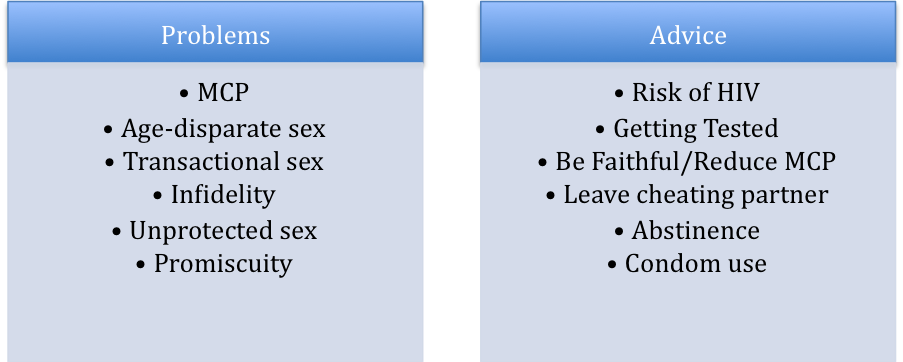 Problems
• MCP
• Age-disparate sex
• Transactional sex
• Infidelity
• Unprotected sex
• Promiscuity
Advice
• Risk of HIV
• Getting Tested
• Be Faithful/Reduce MCP
• Leave cheating partner
• Abstinence
• Condom use